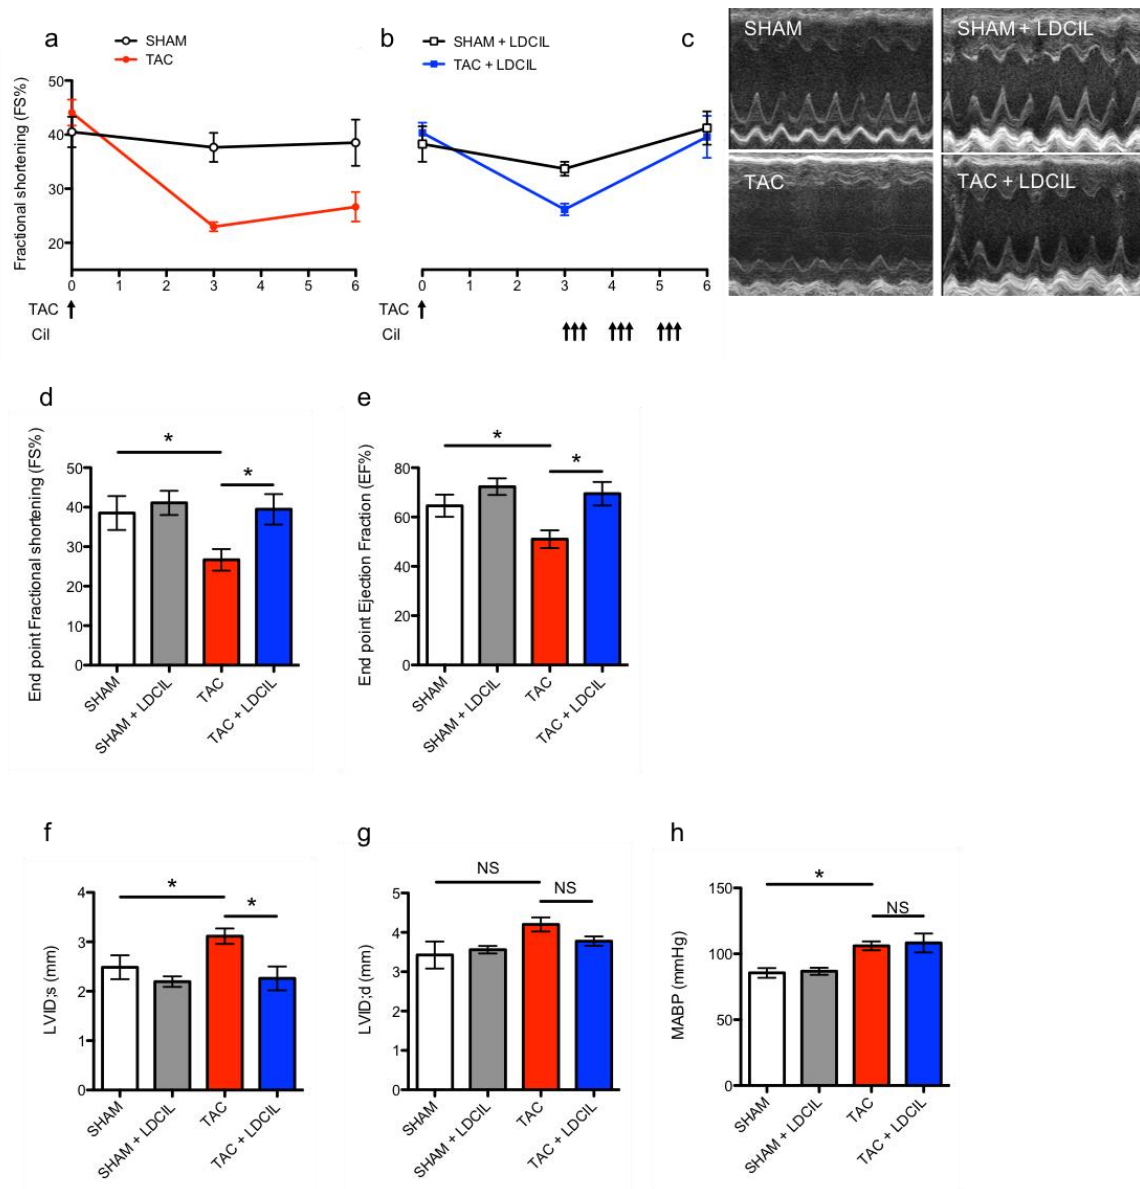 a
SHAM
TAC
Fractional shortening (FS%)
50
40
30
20
0 1 2 3 4 5 6
TAC
Cil
b
SHAM + LDCIL
TAC + LDCIL
0 1 2 3 4 5 6
TAC
Cil
c
SHAM
SHAM + LDCIL
TAC
TAC + LDCIL
d
End point Fractional shortening (FS%)
50
40
30
20
10
0
*
*
SHAM
SHAM + LDCIL
TAC
TAC + LDCIL
e
End point Ejection Fraction (EF%)
80
60
40
20
0
*
*
SHAM
SHAM + LDCIL
TAC
TAC + LDCIL
f
LVID;s (mm)
4
3
2
1
0
*
*
SHAM
SHAM + LDCIL
TAC
TAC + LDCIL
g
LVID;d (mm)
5
4
3
2
1
0
NS
NS
SHAM
SHAM + LDCIL
TAC
TAC + LDCIL
h
MABP (mmHg)
150
100
50
0
*
NS
SHAM
SHAM + LDCIL
TAC
TAC + LDCIL